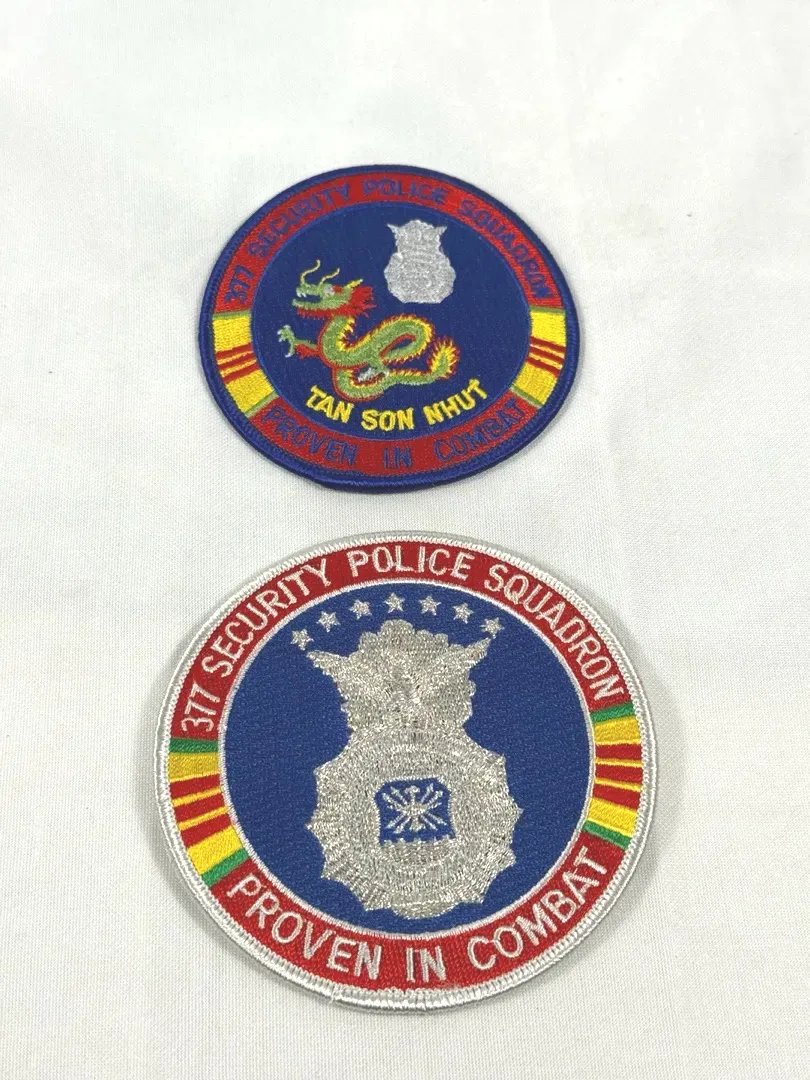 377 SECURITY POLICE SQUADRON
TAN SON NHUT
PROVEN IN COMBAT
377 SECURITY POLICE SQUADRON
PROVEN IN COMBAT